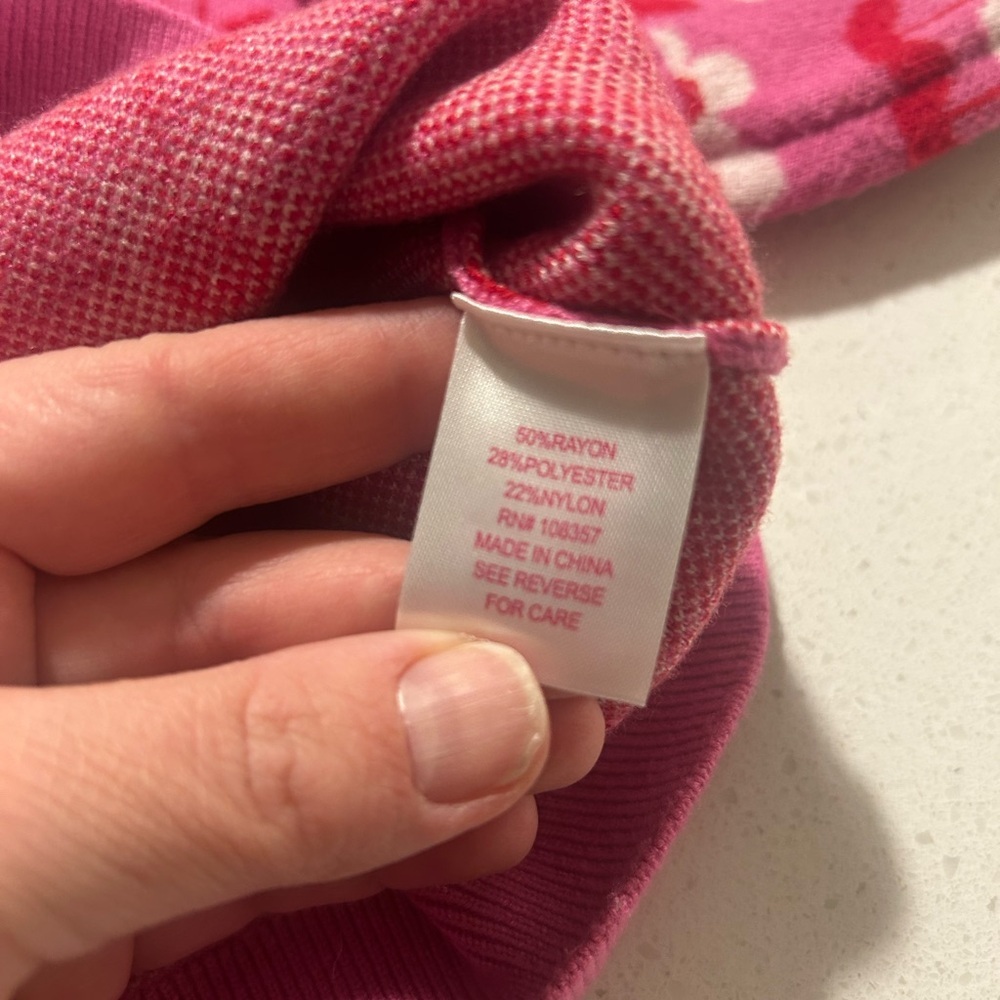 50%RAYON
28%POLYESTER
22%NYLON
RN# 108357
MADE IN CHINA
SEE REVERSE
FOR CARE